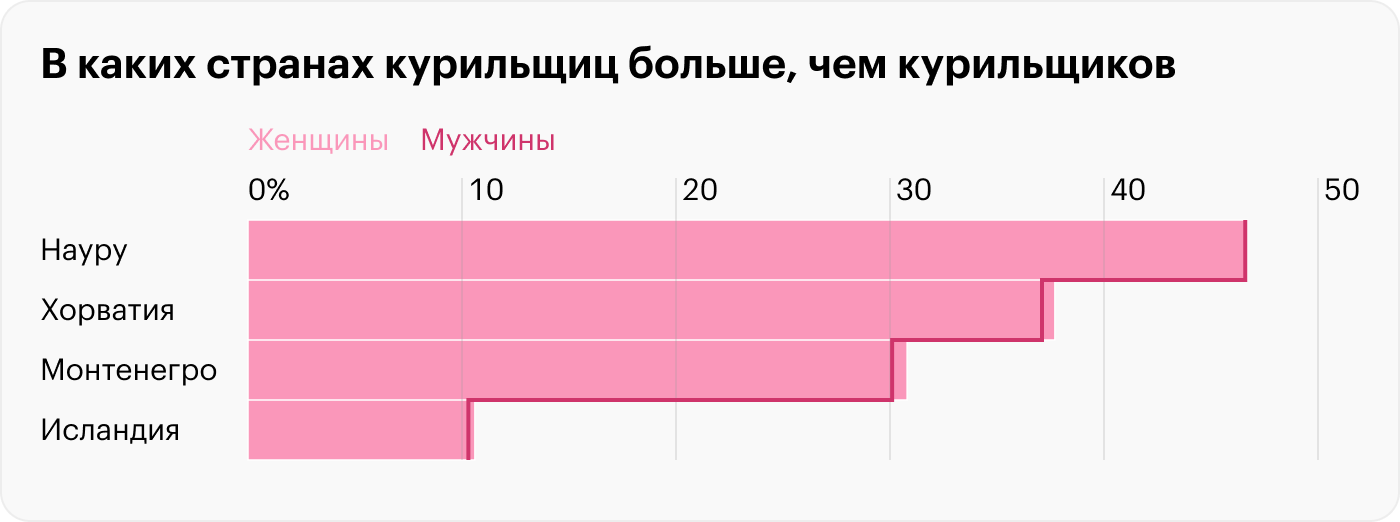 В каких странах курильщиц больше, чем курильщиков
Женщины Мужчины
0% 10 20 30 40 50
Науру
Хорватия
Монтенегро
Исландия